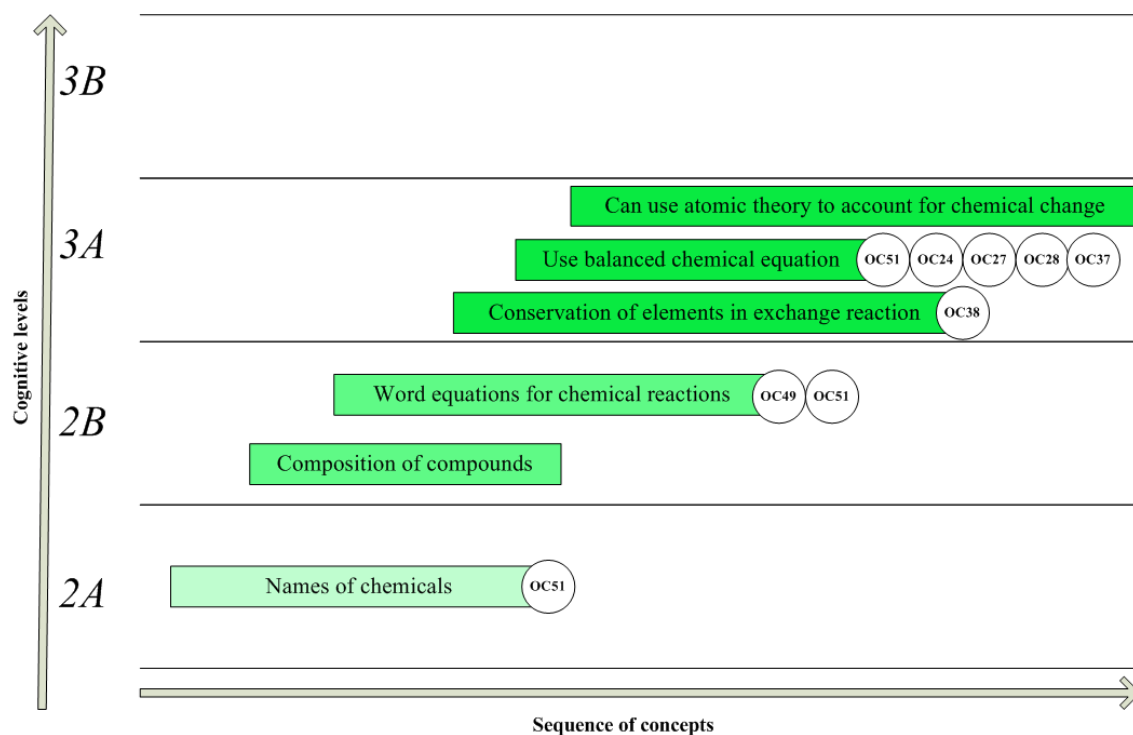 3B
Can use atomic theory to account for chemical change
3A
Use balanced chemical equation OC51 OC24 OC27 OC28 OC37
Conservation of elements in exchange reaction OC38
Cognitive levels
Word equations for chemical reactions OC49 OC51
2B
Composition of compounds
2A
Names of chemicals OC51
Sequence of concepts